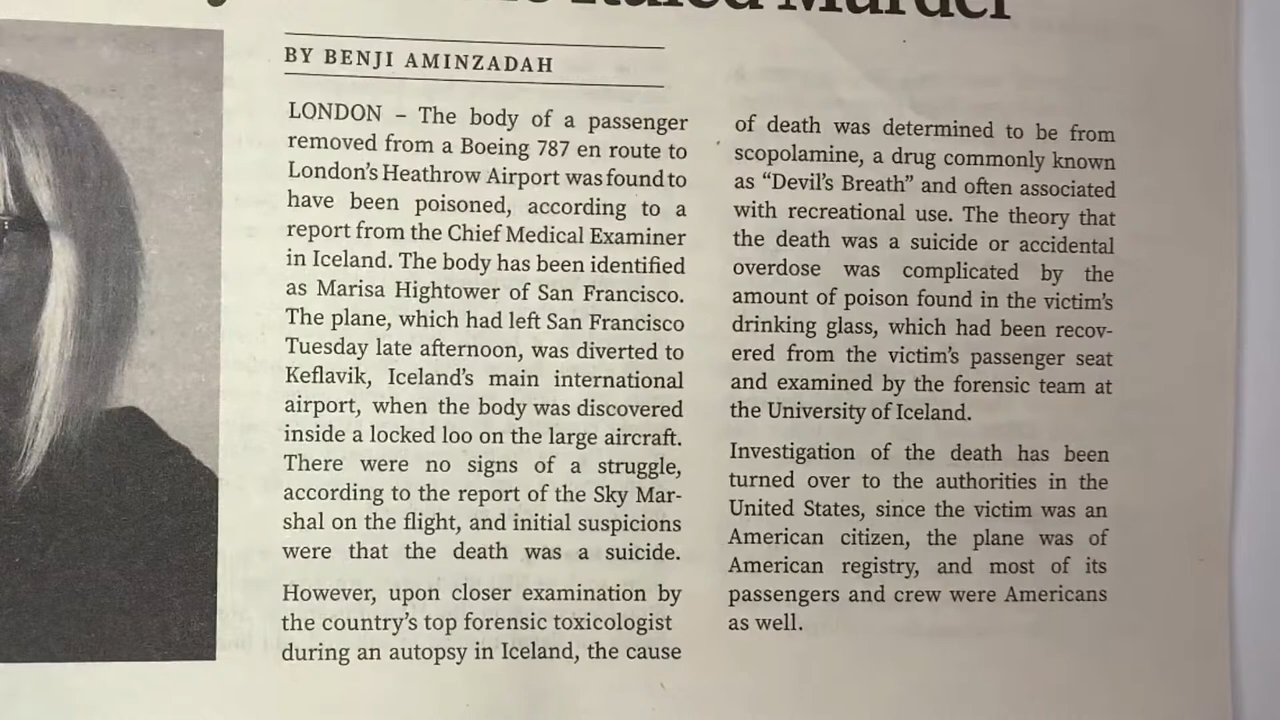 Ruled Murder
BY BENJI AMINZADAH
LONDON – The body of a passenger
removed from a Boeing 787 en route to
London's Heathrow Airport was found to
have been poisoned, according to a
report from the Chief Medical Examiner
in Iceland. The body has been identified
as Marisa Hightower of San Francisco.
The plane, which had left San Francisco
Tuesday late afternoon, was diverted to
Keflavik, Iceland's main international
airport, when the body was discovered
inside a locked loo on the large aircraft.
There were no signs of a struggle,
according to the report of the Sky Mar-
shal on the flight, and initial suspicions
were that the death was a suicide.
However, upon closer examination by
the country's top forensic toxicologist
during an autopsy in Iceland, the cause
of death was determined to be from
scopolamine, a drug commonly known
as “Devil's Breath” and often associated
with recreational use. The theory that
the death was a suicide or accidental
overdose was complicated by the
amount of poison found in the victim's
drinking glass, which had been recov-
ered from the victim's passenger seat
and examined by the forensic team at
the University of Iceland.
Investigation of the death has been
turned over to the authorities in the
United States, since the victim was an
American citizen, the plane was of
American registry, and most of its
passengers and crew were Americans
as well.